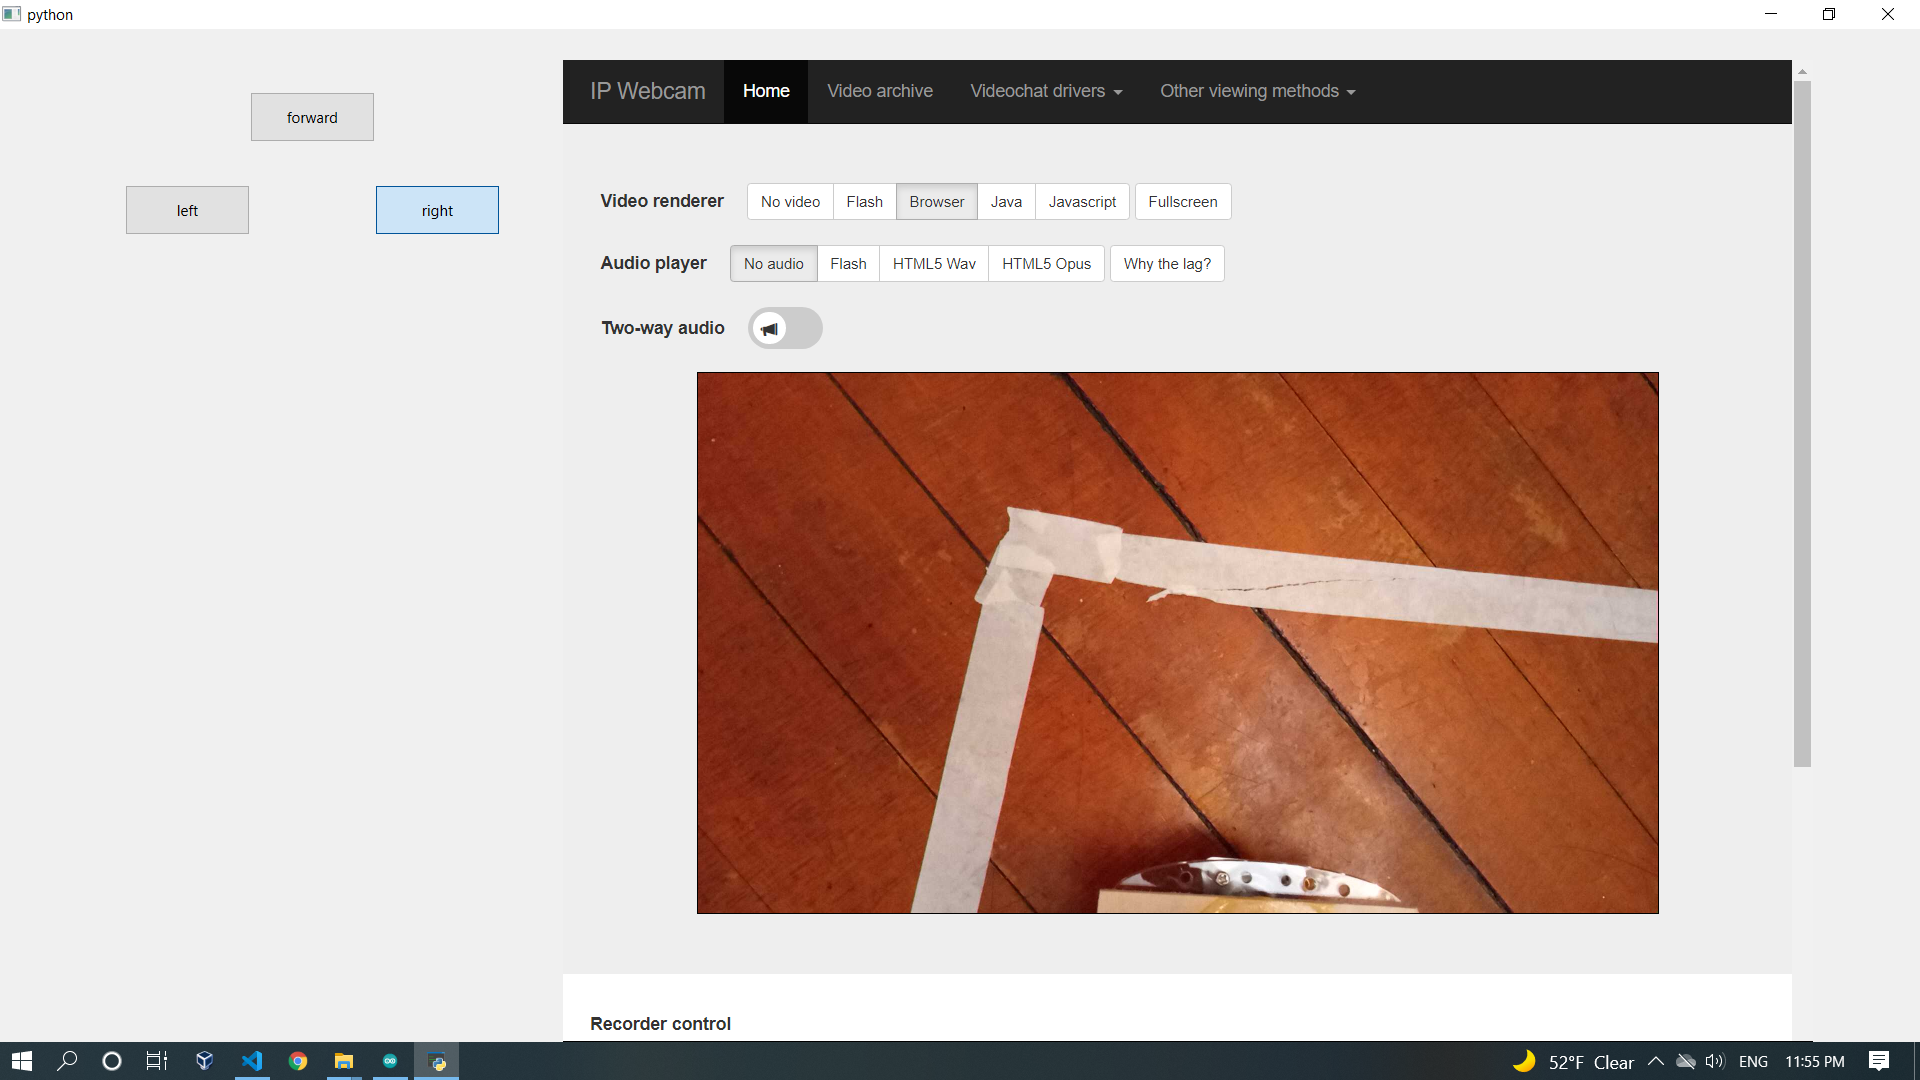 python
forward
left
right
IP Webcam Home Video archive Videochat drivers Other viewing methods
Video renderer No video Flash Browser Java Javascript Fullscreen
Audio player No audio Flash HTML5 Wav HTML5 Opus Why the lag?
Two-way audio
Recorder control
52°F Clear ENG 11:55 PM